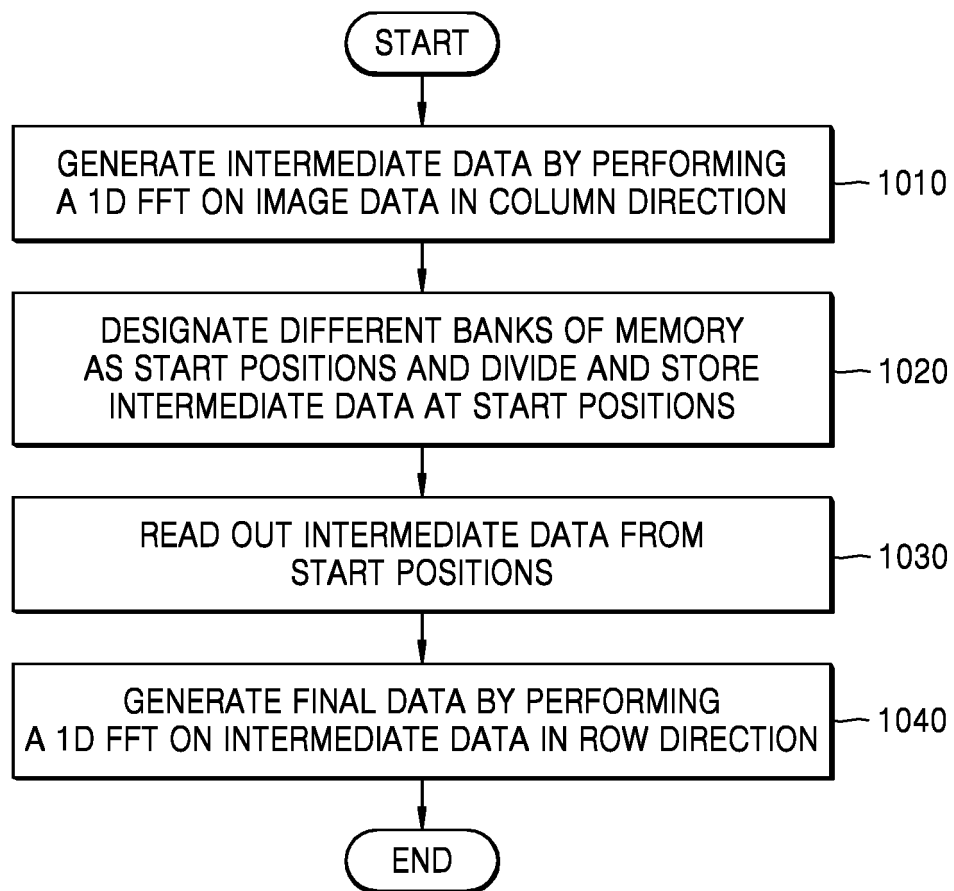 START
GENERATE INTERMEDIATE DATA BY PERFORMING
A 1D FFT ON IMAGE DATA IN COLUMN DIRECTION
1010
DESIGNATE DIFFERENT BANKS OF MEMORY
AS START POSITIONS AND DIVIDE AND STORE
INTERMEDIATE DATA AT START POSITIONS
1020
READ OUT INTERMEDIATE DATA FROM
START POSITIONS
1030
GENERATE FINAL DATA BY PERFORMING
A 1D FFT ON INTERMEDIATE DATA IN ROW DIRECTION
1040
END